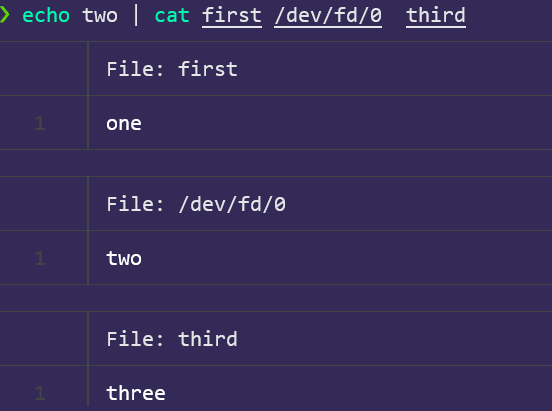 ❯ echo two | cat first /dev/fd/0  third
File: first
1 one
File: /dev/fd/0
1 two
File: third
1 three